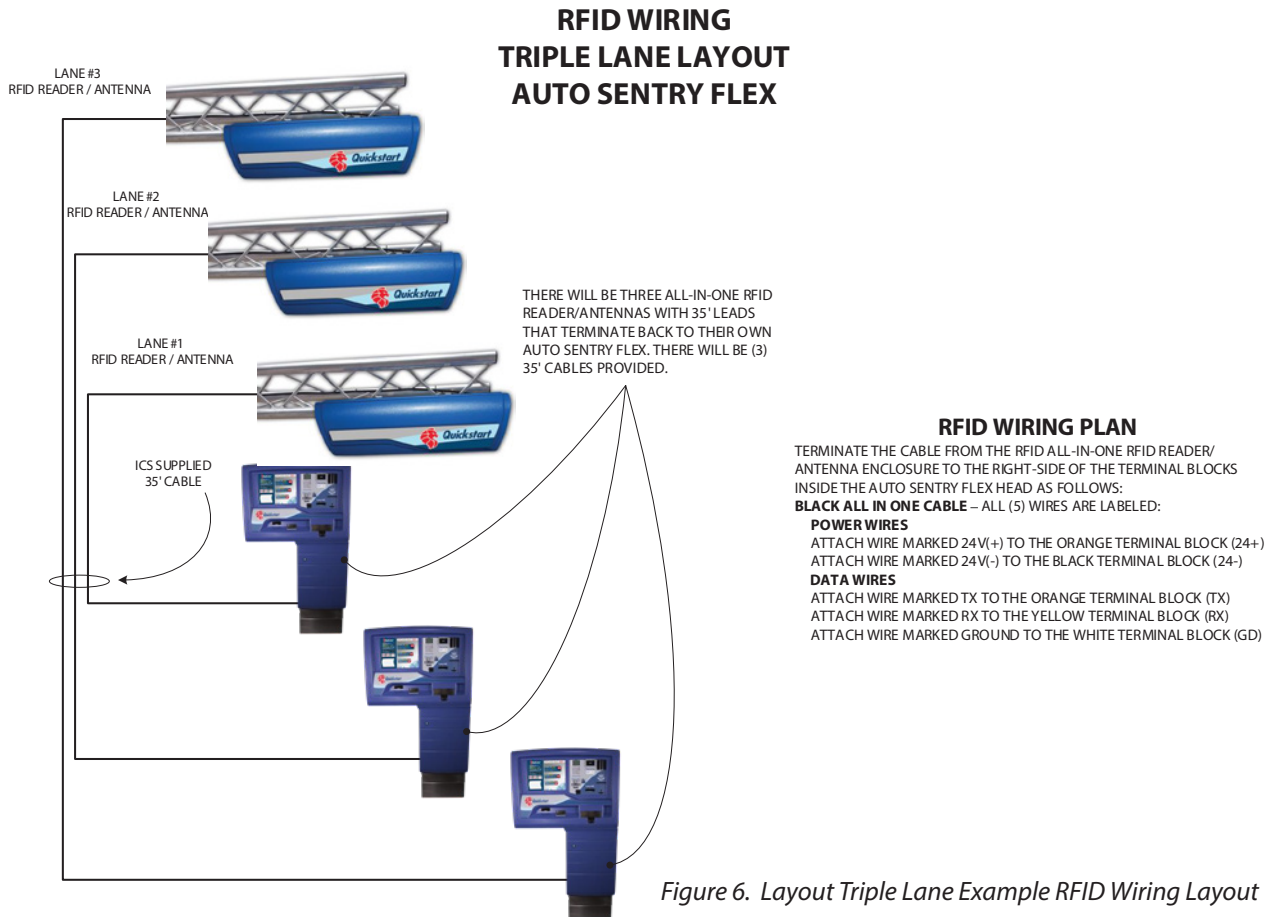 RFID WIRING
TRIPLE LANE LAYOUT
AUTO SENTRY FLEX
LANE #3
RFID READER / ANTENNA
Quickstart
LANE #2
RFID READER / ANTENNA
Quickstart
LANE #1
RFID READER / ANTENNA
Quickstart
THERE WILL BE THREE ALL-IN-ONE RFID
READER/ANTENNAS WITH 35' LEADS
THAT TERMINATE BACK TO THEIR OWN
AUTO SENTRY FLEX. THERE WILL BE (3)
35' CABLES PROVIDED.
ICS SUPPLIED
35' CABLE
RFID WIRING PLAN
TERMINATE THE CABLE FROM THE RFID ALL-IN-ONE RFID READER/
ANTENNA ENCLOSURE TO THE RIGHT-SIDE OF THE TERMINAL BLOCKS
INSIDE THE AUTO SENTRY FLEX HEAD AS FOLLOWS:
BLACK ALL IN ONE CABLE – ALL (5) WIRES ARE LABELED:
POWER WIRES
ATTACH WIRE MARKED 24V(+) TO THE ORANGE TERMINAL BLOCK (24+)
ATTACH WIRE MARKED 24V(-) TO THE BLACK TERMINAL BLOCK (24-)
DATA WIRES
ATTACH WIRE MARKED TX TO THE ORANGE TERMINAL BLOCK (TX)
ATTACH WIRE MARKED RX TO THE YELLOW TERMINAL BLOCK (RX)
ATTACH WIRE MARKED GROUND TO THE WHITE TERMINAL BLOCK (GD)
Figure 6. Layout Triple Lane Example RFID Wiring Layout